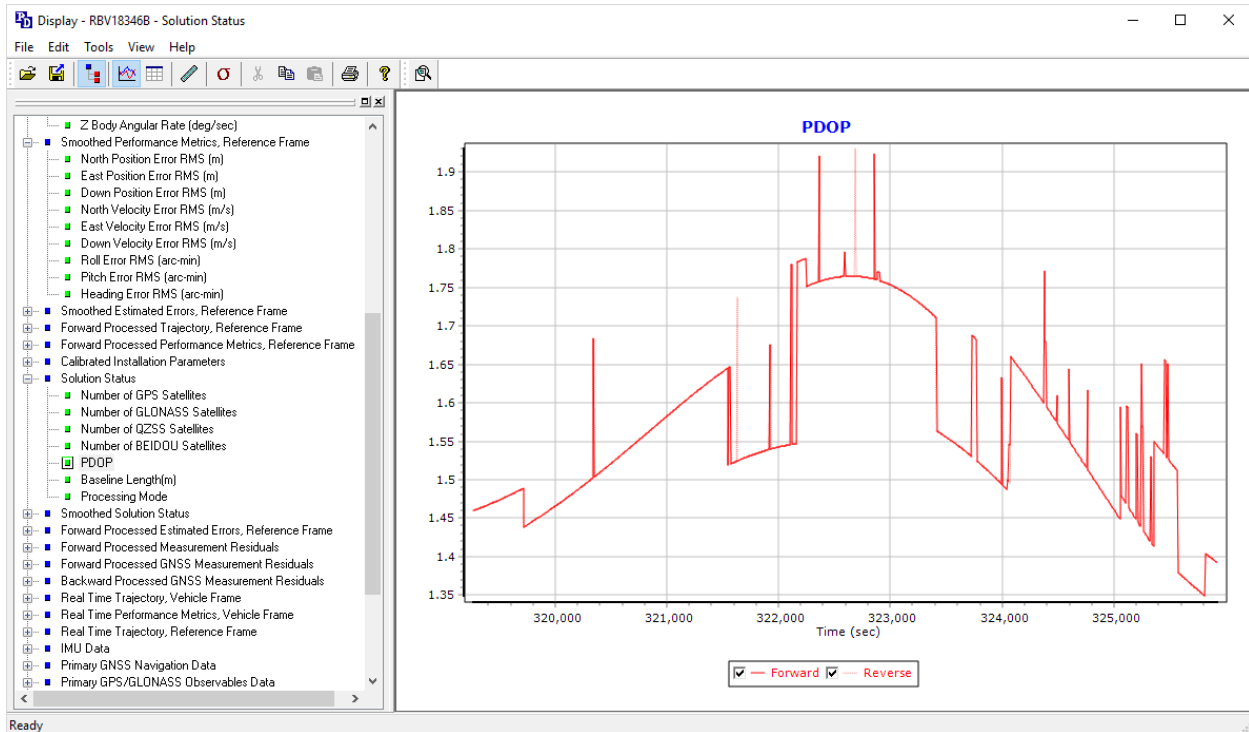 Display - RBV18346B - Solution Status
File Edit Tools View Help
σ ?
Z Body Angular Rate (deg/sec)
Smoothed Performance Metrics, Reference Frame
North Position Error RMS (m)
East Position Error RMS (m)
Down Position Error RMS (m)
North Velocity Error RMS (m/s)
East Velocity Error RMS (m/s)
Down Velocity Error RMS (m/s)
Roll Error RMS (arc-min)
Pitch Error RMS (arc-min)
Heading Error RMS (arc-min)
Smoothed Estimated Errors, Reference Frame
Forward Processed Trajectory, Reference Frame
Forward Processed Performance Metrics, Reference Frame
Calibrated Installation Parameters
Solution Status
Number of GPS Satellites
Number of GLONASS Satellites
Number of QZSS Satellites
Number of BEIDOU Satellites
PDOP
Baseline Length(m)
Processing Mode
Smoothed Solution Status
Forward Processed Estimated Errors, Reference Frame
Forward Processed Measurement Residuals
Forward Processed GNSS Measurement Residuals
Backward Processed GNSS Measurement Residuals
Real Time Trajectory, Vehicle Frame
Real Time Performance Metrics, Vehicle Frame
Real Time Trajectory, Reference Frame
IMU Data
Primary GNSS Navigation Data
Primary GPS/GLONASS Observables Data
PDOP
1.9
1.85
1.8
1.75
1.7
1.65
1.6
1.55
1.5
1.45
1.4
1.35
320,000 321,000 322,000 323,000 324,000 325,000
Time (sec)
Forward Reverse
Ready